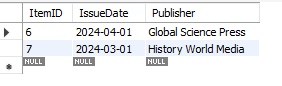 ItemID IssueDate Publisher
6 2024-04-01 Global Science Press
7 2024-03-01 History World Media
NULL NULL NULL